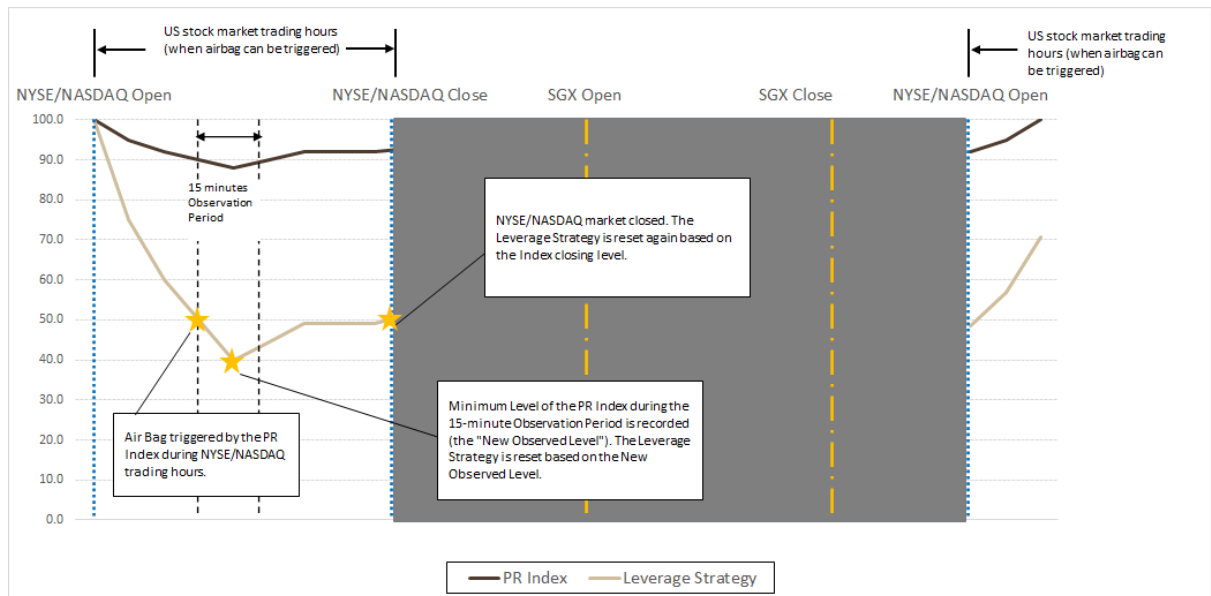 US stock market trading hours
(when airbag can be triggered)
US stock market trading
hours (when airbag can
be triggered)
NYSE/NASDAQ Open
NYSE/NASDAQ Close
SGX Open
SGX Close
NYSE/NASDAQ Open
100.0
90.0
80.0
70.0
60.0
50.0
40.0
30.0
20.0
10.0
0.0
15 minutes
Observation
Period
NYSE/NASDAQ market closed. The
Leverage Strategy is reset again based on
the Index closing level.
Air Bag triggered by the PR
Index during NYSE/NASDAQ
trading hours.
Minimum Level of the PR Index during the
15-minute Observation Period is recorded
(the "New Observed Level"). The Leverage
Strategy is reset based on the New
Observed Level.
PR Index
Leverage Strategy